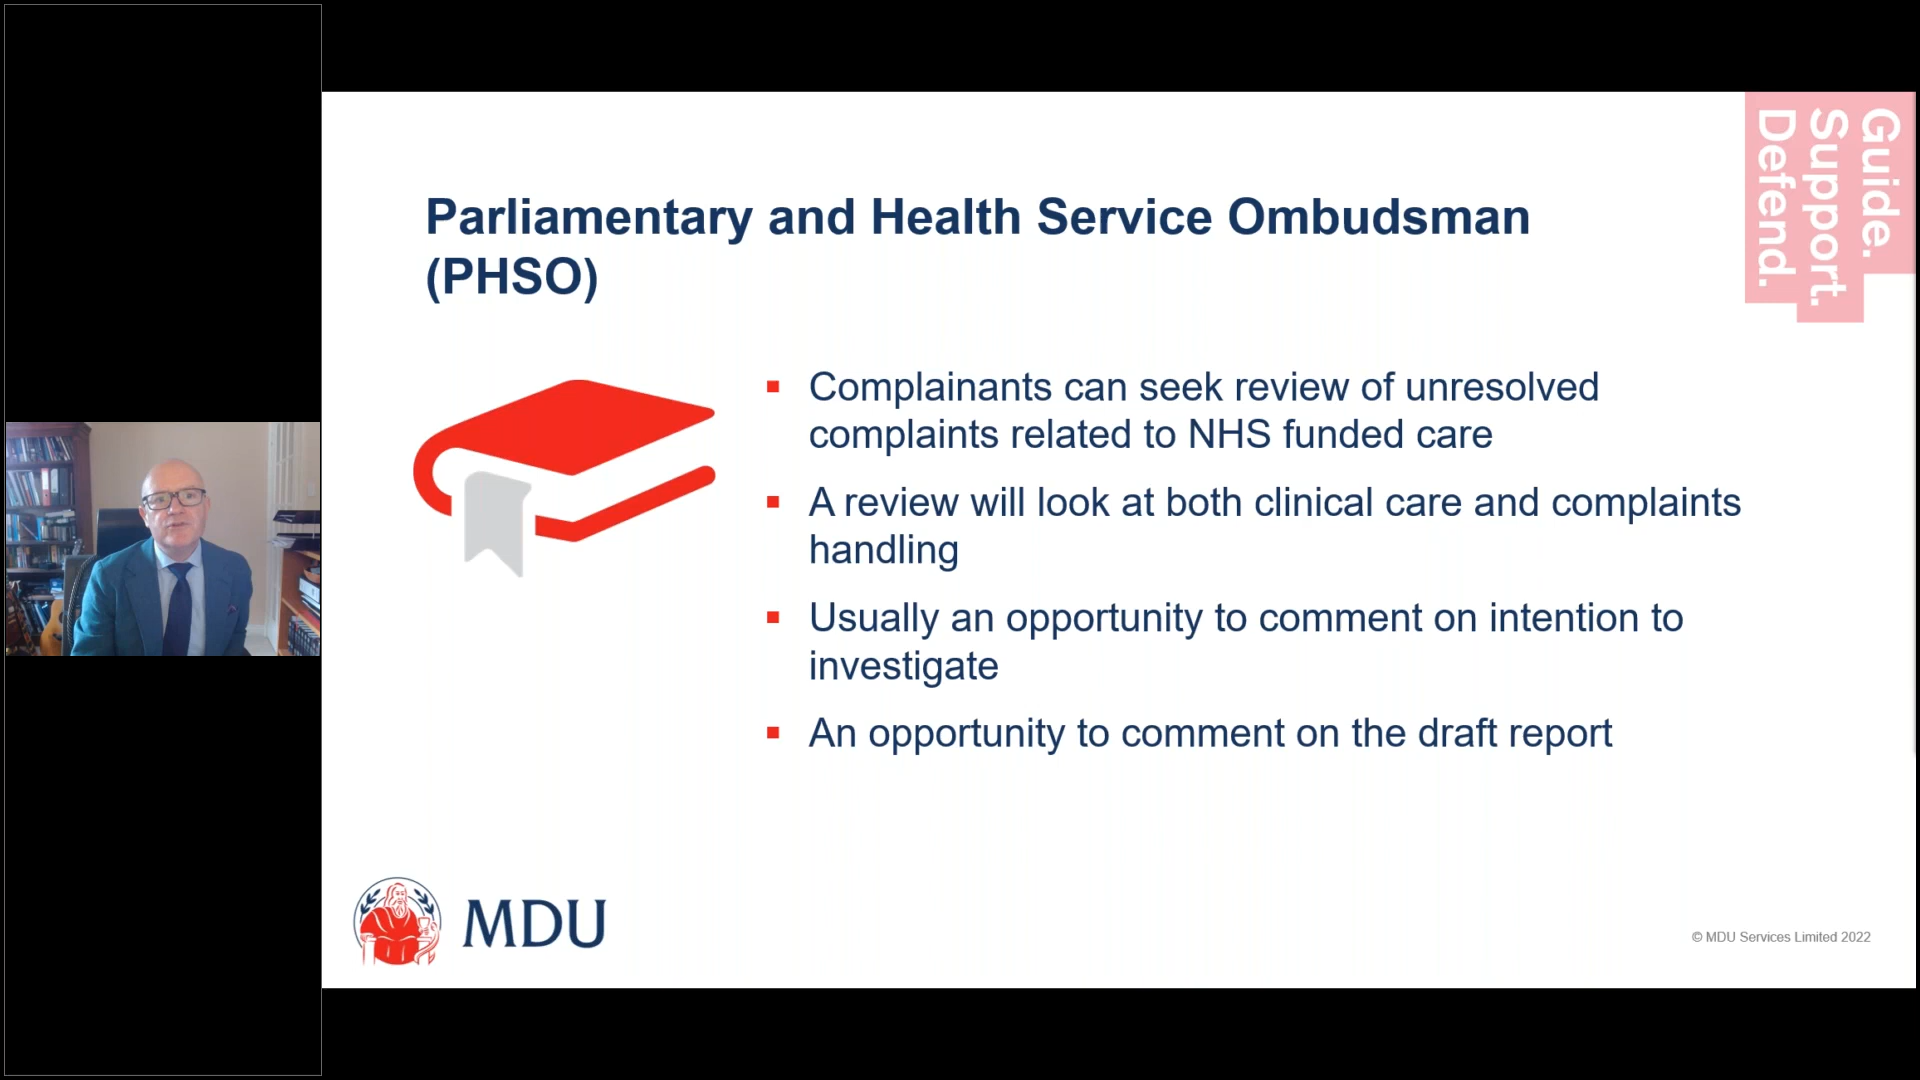 Guide.
Support.
Defend.
Parliamentary and Health Service Ombudsman
(PHSO)
▪ Complainants can seek review of unresolved
complaints related to NHS funded care
▪ A review will look at both clinical care and complaints
handling
▪ Usually an opportunity to comment on intention to
investigate
▪ An opportunity to comment on the draft report
MDU
© MDU Services Limited 2022